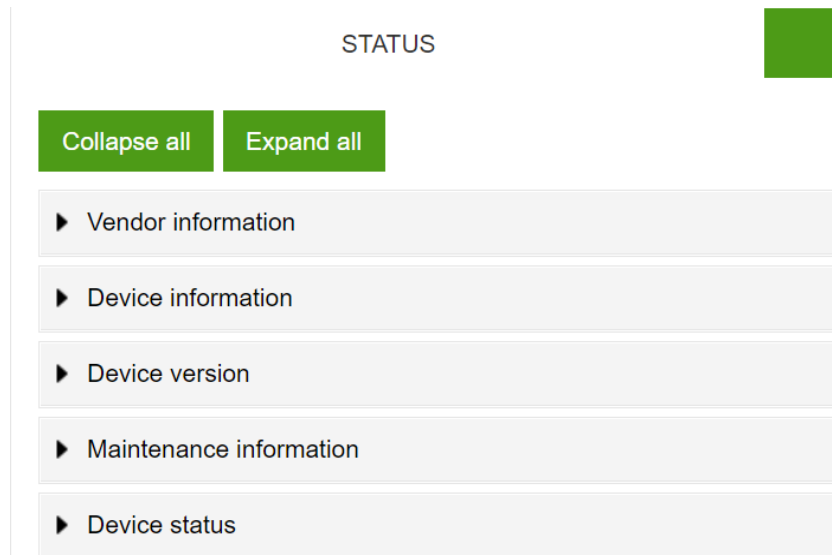 STATUS
Collapse all Expand all
Vendor information
Device information
Device version
Maintenance information
Device status